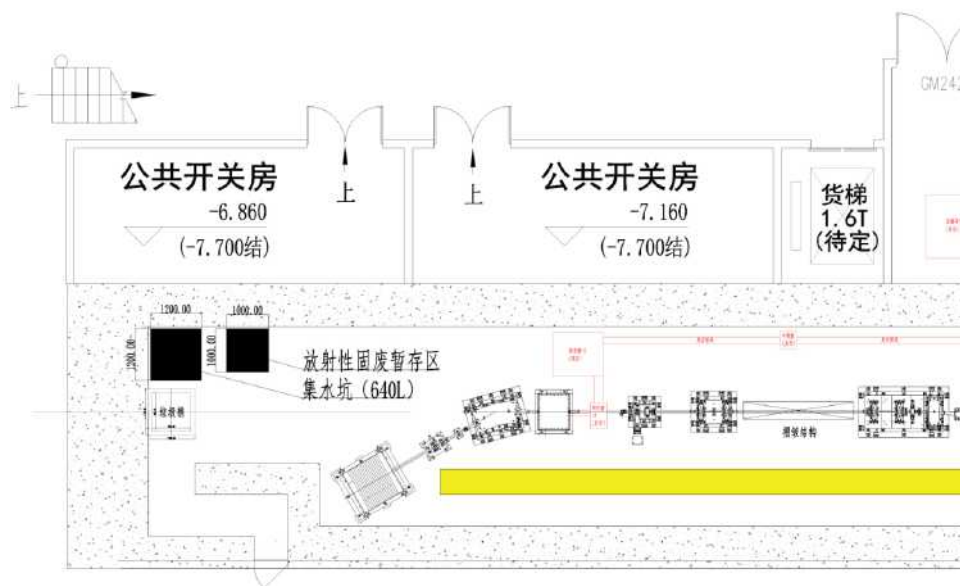 上
GM242
公共开关房
-6.860
(-7.700结)
上
上
公共开关房
-7.160
(-7.700结)
货梯
1.6T
(待定)
1200.00
1000.00
1200.00
1000.00
放射性固废暂存区
集水坑（640L）